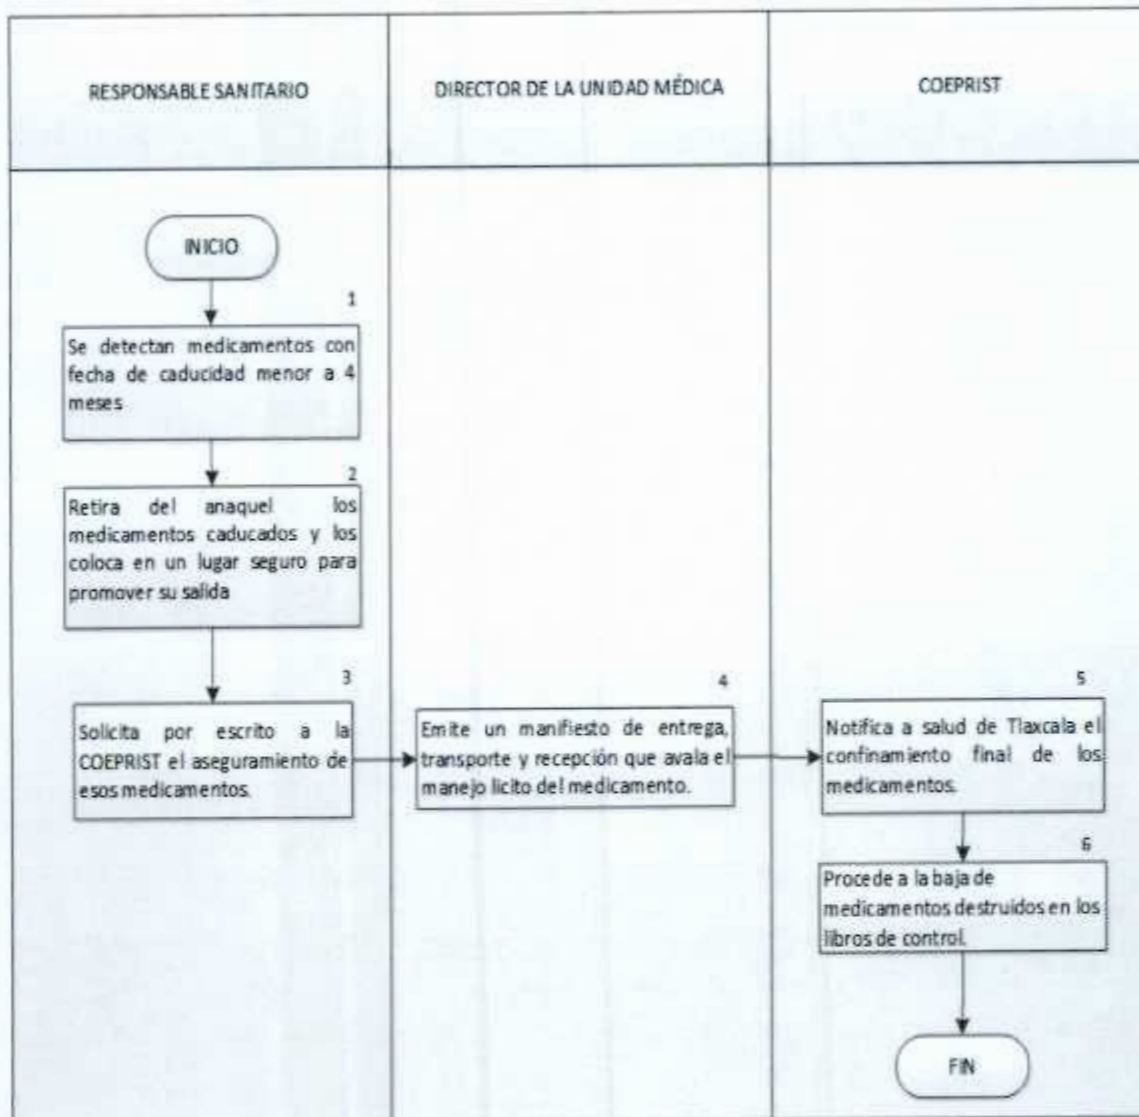 RESPONSABLE SANITARIO
DIRECTOR DE LA UNIDAD MÉDICA
COEPRIST
INICIO
1
Se detectan medicamentos con
fecha de caducidad menor a 4
meses
2
Retira del anaquel los
medicamentos caducados y los
coloca en un lugar seguro para
promover su salida
3
Solicita por escrito a la
COEPRIST el aseguramiento de
esos medicamentos.
4
Emite un manifiesto de entrega,
transporte y recepción que avala el
manejo licito del medicamento.
5
Notifica a salud de Tlaxcala el
confinamiento final de los
medicamentos.
6
Procede a la baja de
medicamentos destruidos en los
libros de control.
FIN